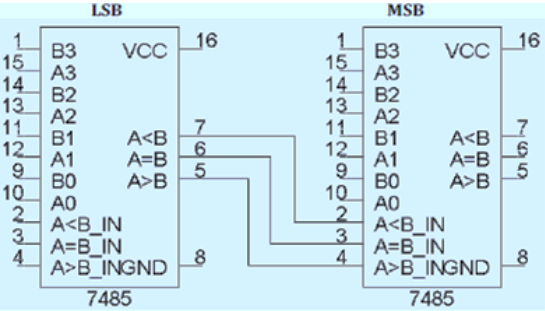 LSB
MSB
1 B3 VCC 16
15 A3
14 B2
13 A2
11 B1 A<B 7
12 A1 A=B 6
9 B0 A>B 5
10 A0
2 A<B_IN
3 A=B_IN
4 A>B_INGND 8
7485
1 B3 VCC 16
15 A3
14 B2
13 A2
11 B1 A<B 7
12 A1 A=B 6
9 B0 A>B 5
10 A0
2 A<B_IN
3 A=B_IN
4 A>B_INGND 8
7485